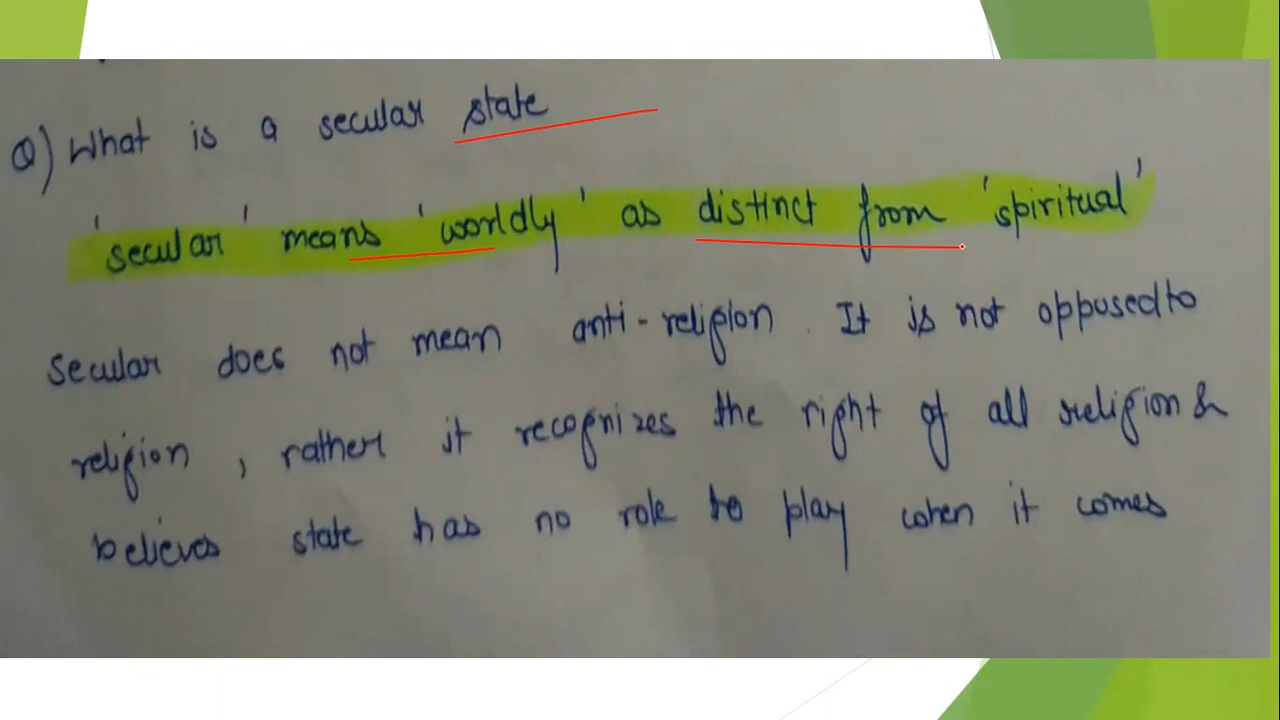 Q) What is a secular state
'secular' means 'worldly' as distinct from 'spiritual'
Secular does not mean anti-religion. It is not opposed to
religion, rather it recognizes the right of all religion &
believes state has no role to play when it comes